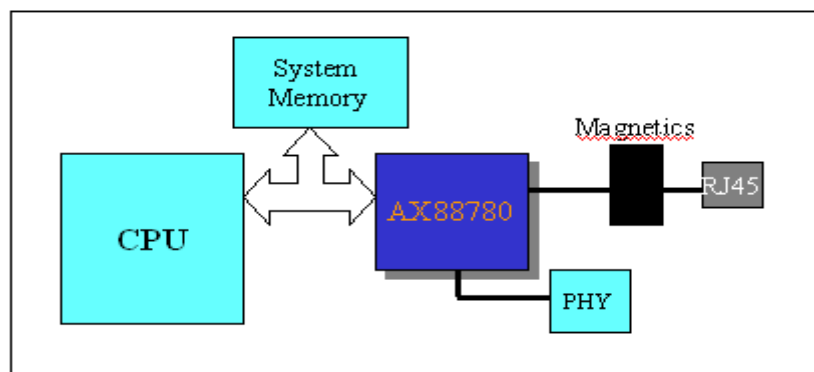 System
Memory
Magnetics
CPU
AX88780
RJ45
PHY